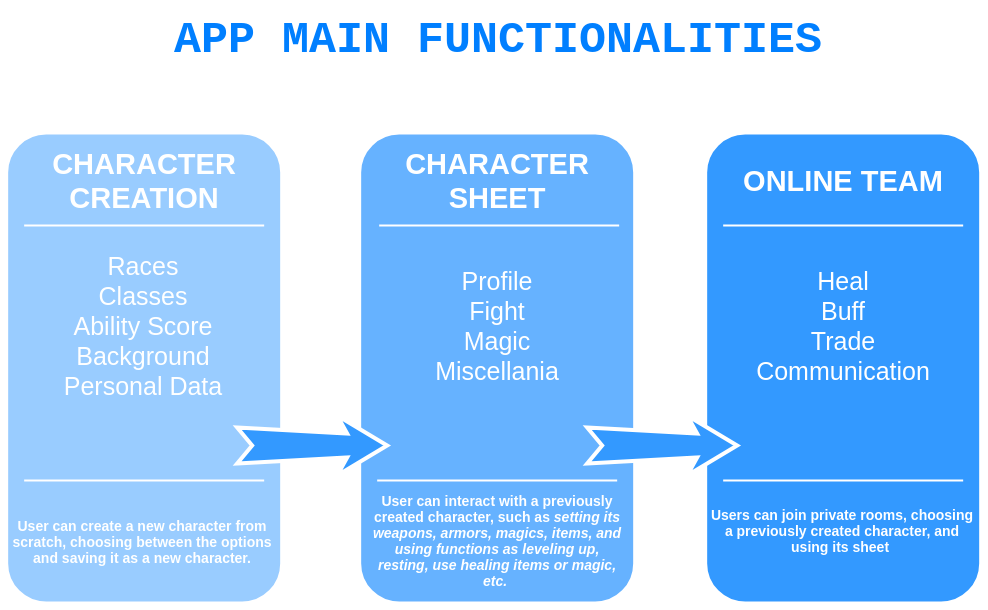 APP MAIN FUNCTIONALITIES
CHARACTER
CREATION
Races
Classes
Ability Score
Background
Personal Data
User can create a new character from
scratch, choosing between the options
and saving it as a new character.
CHARACTER
SHEET
Profile
Fight
Magic
Miscellania
User can interact with a previously
created character, such as setting its
weapons, armors, magics, items, and
using functions as leveling up,
resting, use healing items or magic,
etc.
ONLINE TEAM
Heal
Buff
Trade
Communication
Users can join private rooms, choosing
a previously created character, and
using its sheet